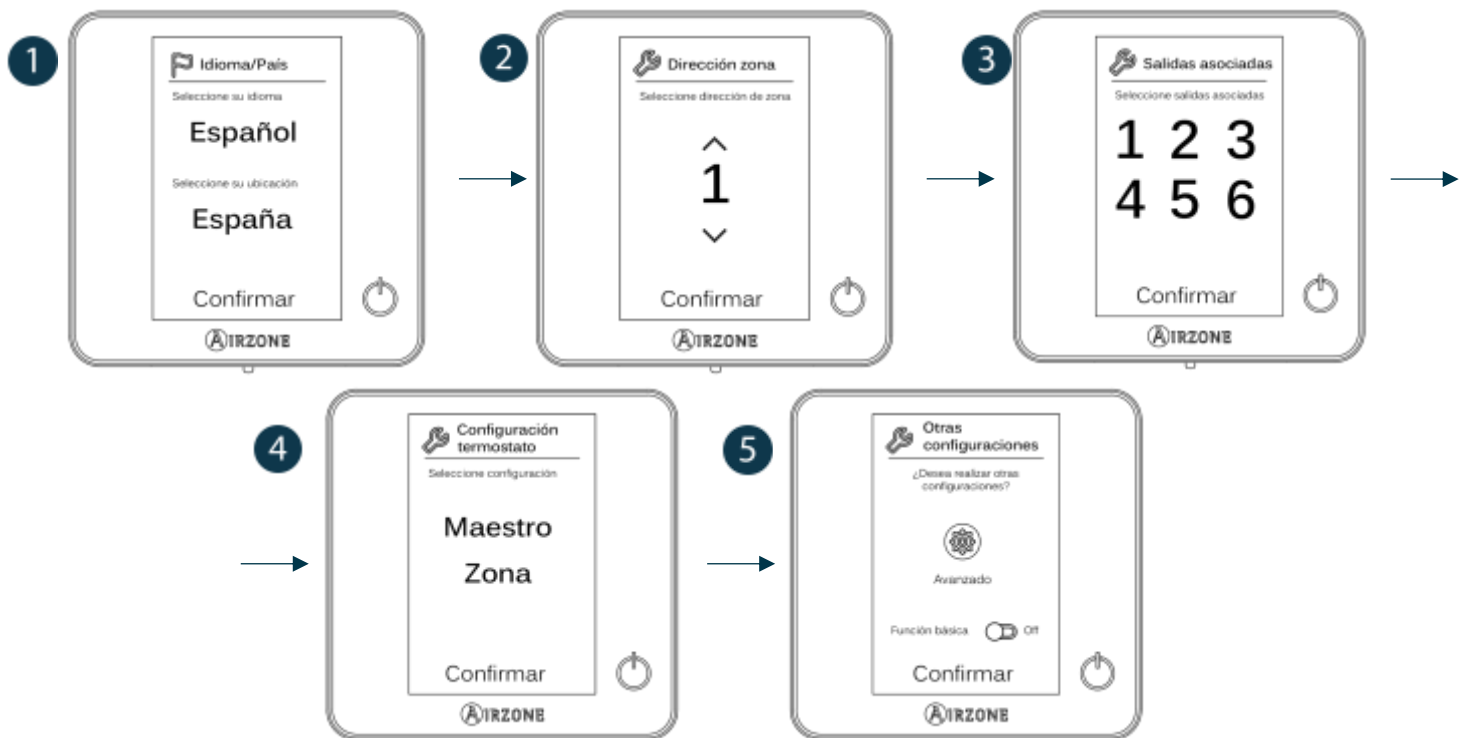 1
Idioma/País
Seleccione su idioma
Español
Seleccione su ubicación
España
Confirmar
AIRZONE
2
Dirección zona
Seleccione dirección de zona
1
Confirmar
AIRZONE
3
Salidas asociadas
Seleccione salidas asociadas
1 2 3
4 5 6
Confirmar
AIRZONE
4
Configuración
termostato
Seleccione configuración
Maestro
Zona
Confirmar
AIRZONE
5
Otras
configuraciones
¿Desea realizar otras
configuraciones?
Avanzado
Función básica Off
Confirmar
AIRZONE